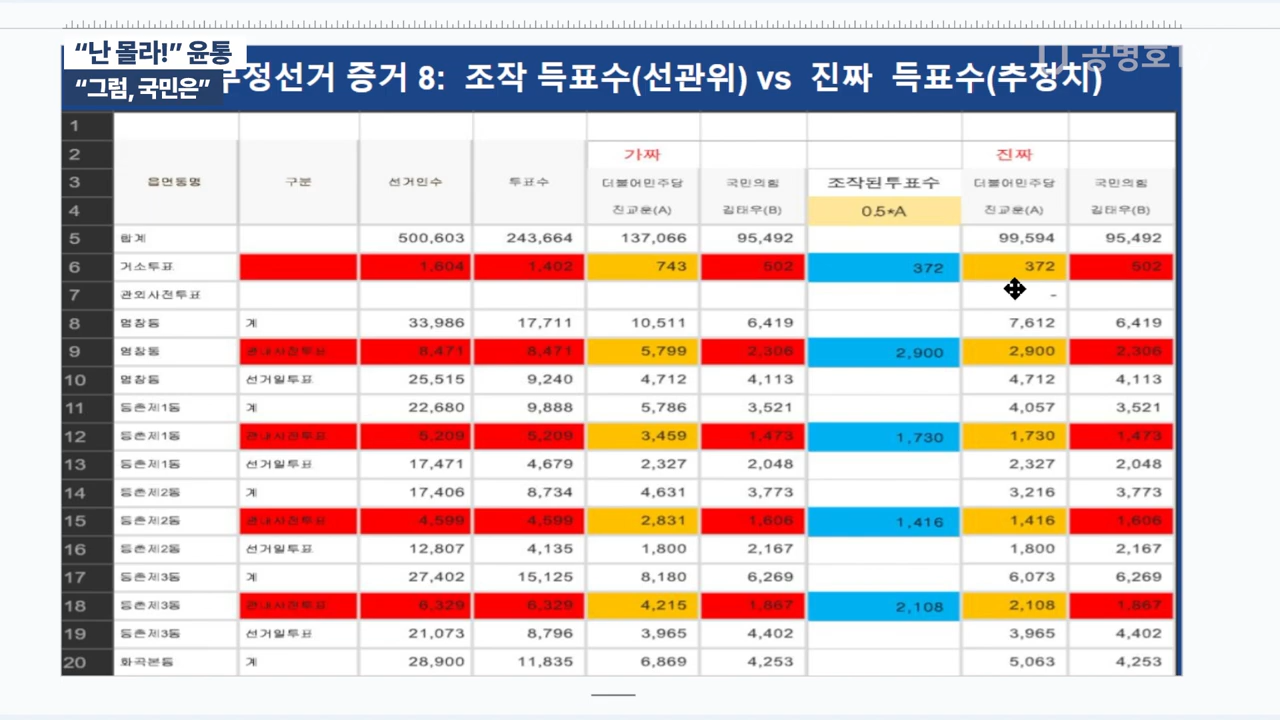 “난 몰라!” 윤통
“그럼, 국민은”
부정선거 증거 8: 조작 득표수(선관위) vs 진짜 득표수(추정치)
공병호T
1
2 가짜 진짜
3 읍면동명 구분 선거인수 투표수 더불어민주당 국민의힘 조작된투표수 더불어민주당 국민의힘
4 진교훈(A) 김태우(B) 0.5*A 진교훈(A) 김태우(B)
5 합계 500,603 243,664 137,066 95,492 99,594 95,492
6 거소투표 1,604 1,402 743 502 372 372 502
7 관외사전투표 -
8 염창동 계 33,986 17,711 10,511 6,419 7,612 6,419
9 염창동 관내사전투표 8,471 8,471 5,799 2,306 2,900 2,900 2,306
10 염창동 선거일투표 25,515 9,240 4,712 4,113 4,712 4,113
11 등촌제1동 계 22,680 9,888 5,786 3,521 4,057 3,521
12 등촌제1동 관내사전투표 5,209 5,209 3,459 1,473 1,730 1,730 1,473
13 등촌제1동 선거일투표 17,471 4,679 2,327 2,048 2,327 2,048
14 등촌제2동 계 17,406 8,734 4,631 3,773 3,216 3,773
15 등촌제2동 관내사전투표 4,599 4,599 2,831 1,606 1,416 1,416 1,606
16 등촌제2동 선거일투표 12,807 4,135 1,800 2,167 1,800 2,167
17 등촌제3동 계 27,402 15,125 8,180 6,269 6,073 6,269
18 등촌제3동 관내사전투표 6,329 6,329 4,215 1,867 2,108 2,108 1,867
19 등촌제3동 선거일투표 21,073 8,796 3,965 4,402 3,965 4,402
20 화곡본동 계 28,900 11,835 6,869 4,253 5,063 4,253